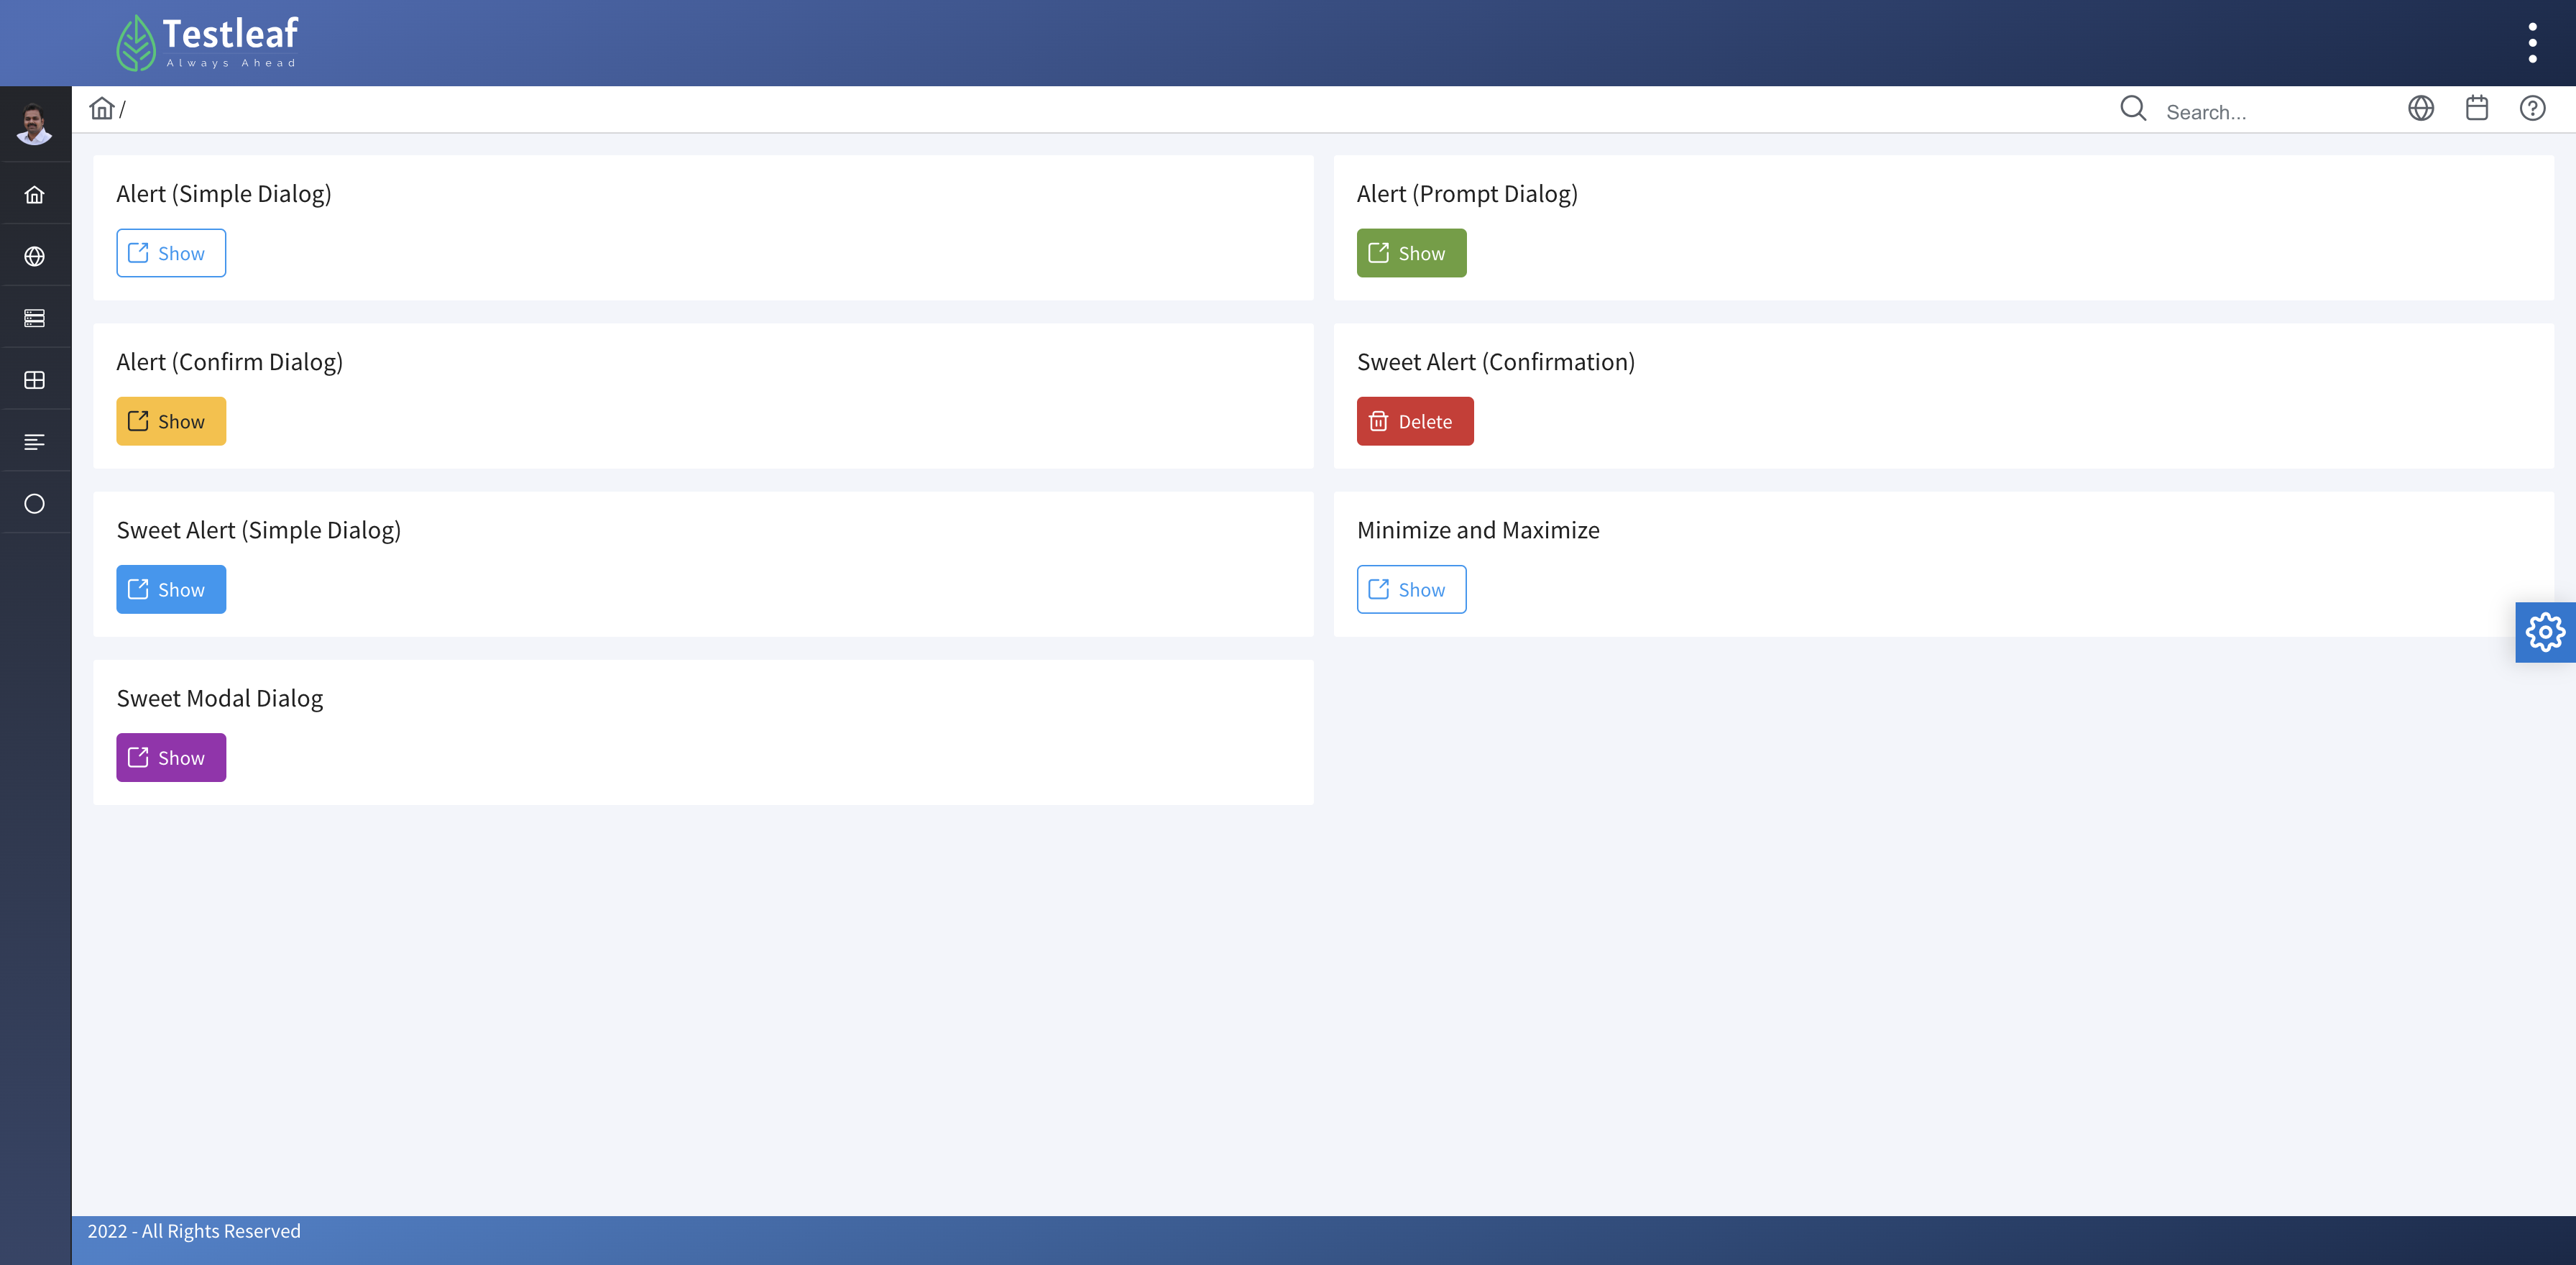 Testleaf
Always Ahead
/
Search...
Alert (Simple Dialog)
Show
Alert (Prompt Dialog)
Show
Alert (Confirm Dialog)
Show
Sweet Alert (Confirmation)
Delete
Sweet Alert (Simple Dialog)
Show
Minimize and Maximize
Show
Sweet Modal Dialog
Show
2022 - All Rights Reserved